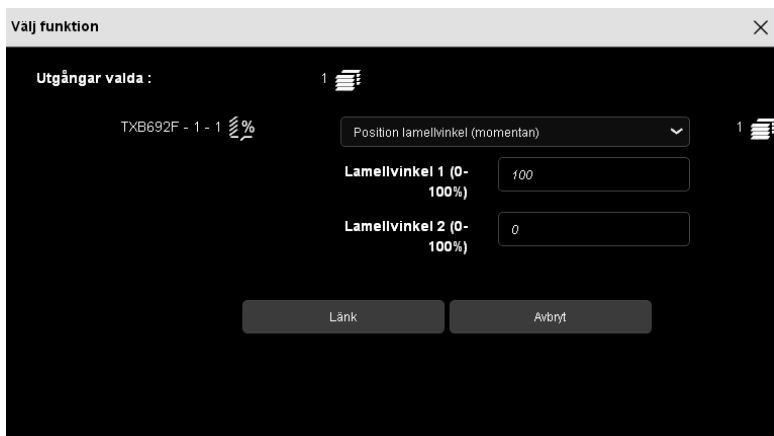 Välj funktion
Utgångar valda :
1
TXB692F - 1 - 1
%
Position lamellvinkel (momentan)
1
Lamellvinkel 1 (0-
100%)
100
Lamellvinkel 2 (0-
100%)
0
Länk
Avbryt